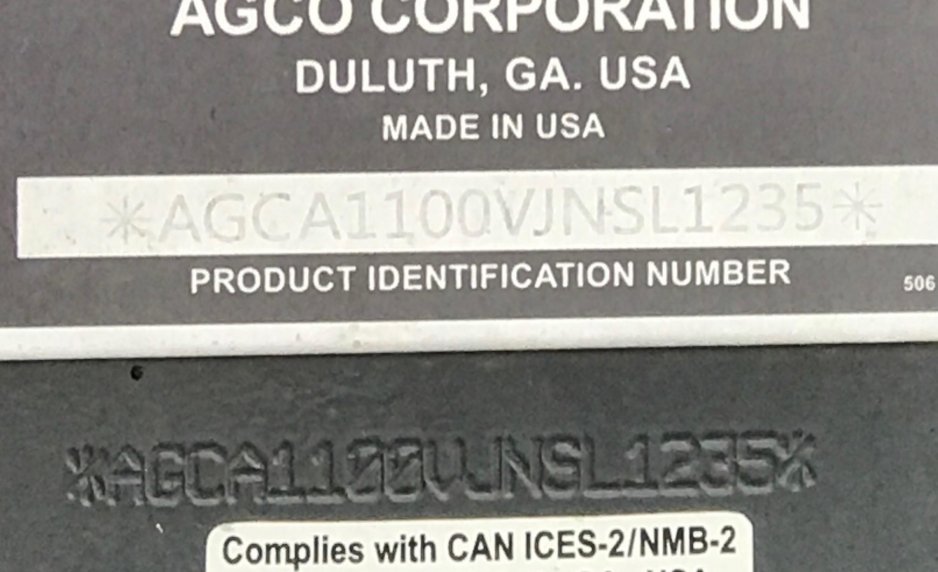 AGCO CORPORATION
DULUTH, GA. USA
MADE IN USA
*AGCA1100VJNSL1235*
PRODUCT IDENTIFICATION NUMBER
506
*AGCA1100VJNSL1235*
Complies with CAN ICES-2/NMB-2